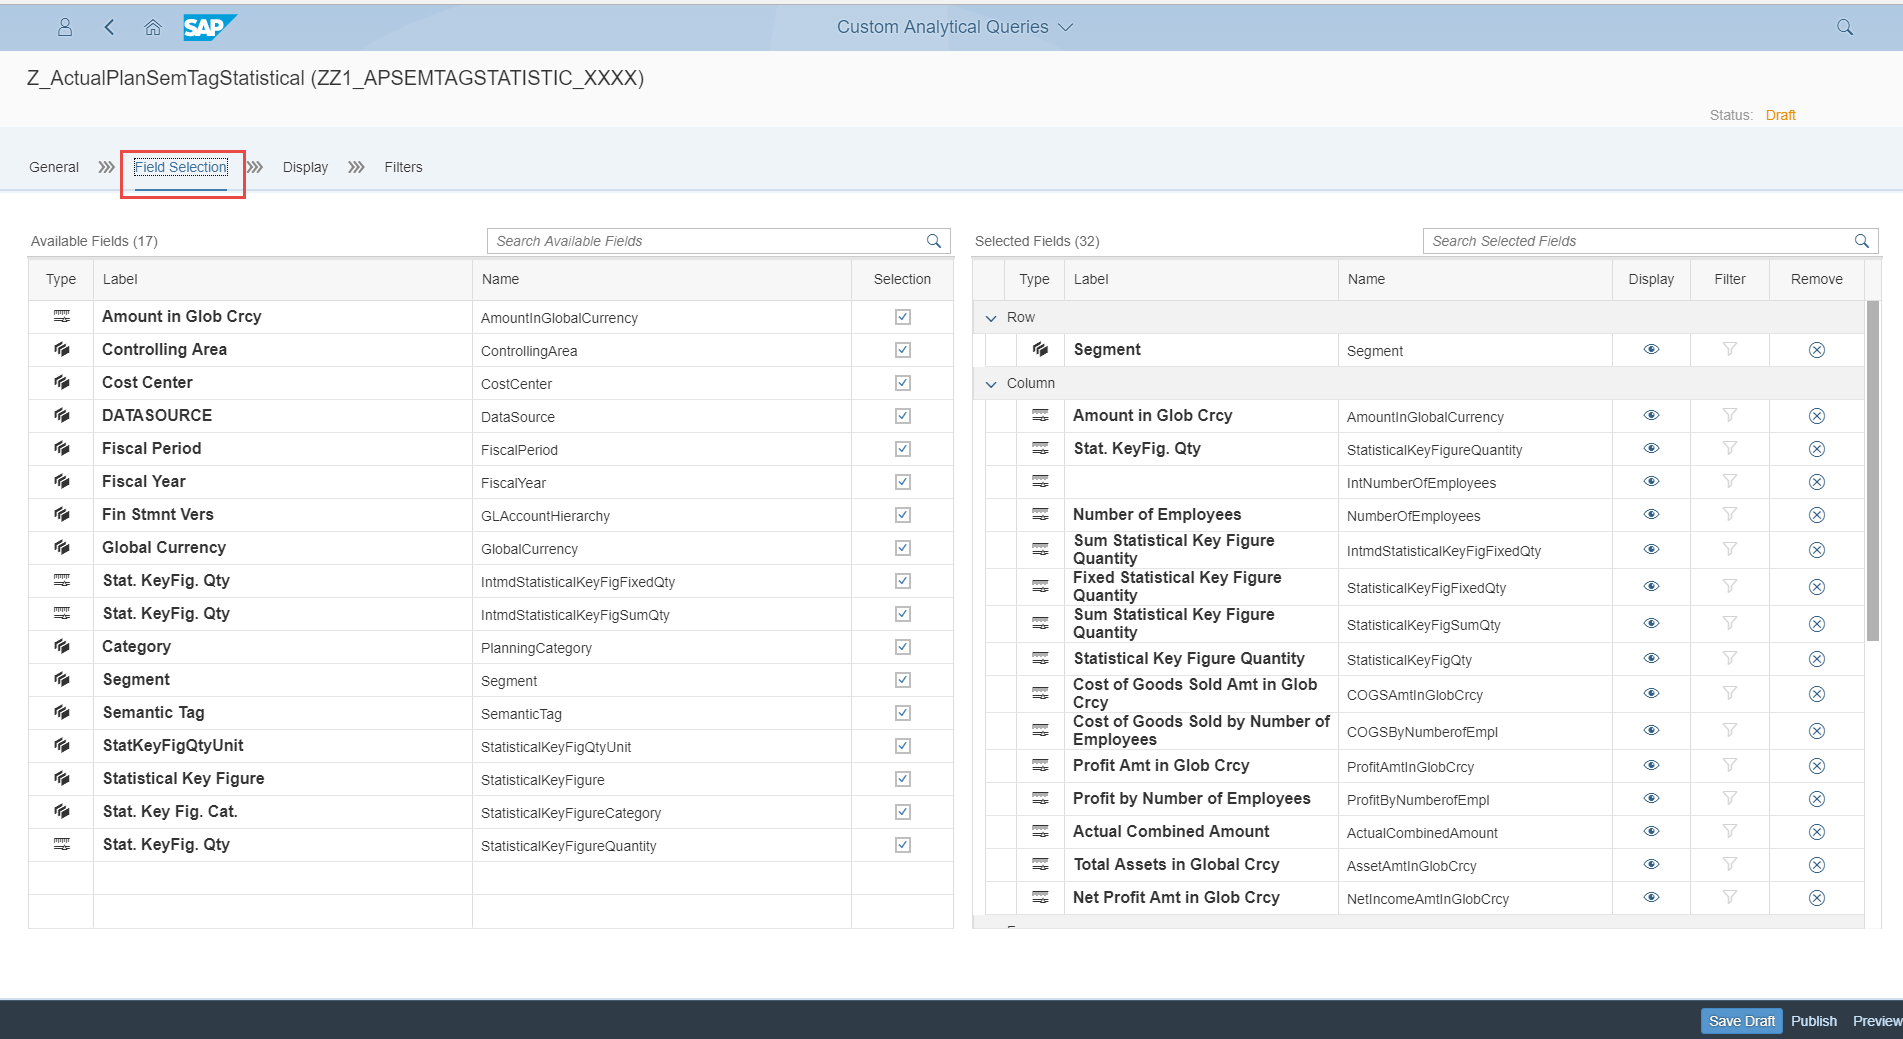 SAP
Custom Analytical Queries
Z_ActualPlanSemTagStatistical (ZZ1_APSEMTAGSTATISTIC_XXXX)
Status: Draft
General Field Selection Display Filters
Available Fields (17) Search Available Fields
Type Label Name Selection
Amount in Glob Crcy AmountInGlobalCurrency
Controlling Area ControllingArea
Cost Center CostCenter
DATASOURCE DataSource
Fiscal Period FiscalPeriod
Fiscal Year FiscalYear
Fin Stmnt Vers GLAccountHierarchy
Global Currency GlobalCurrency
Stat. KeyFig. Qty IntmdStatisticalKeyFigFixedQty
Stat. KeyFig. Qty IntmdStatisticalKeyFigSumQty
Category PlanningCategory
Segment Segment
Semantic Tag SemanticTag
StatKeyFigQtyUnit StatisticalKeyFigQtyUnit
Statistical Key Figure StatisticalKeyFigure
Stat. Key Fig. Cat. StatisticalKeyFigureCategory
Stat. KeyFig. Qty StatisticalKeyFigureQuantity
Selected Fields (32) Search Selected Fields
Type Label Name Display Filter Remove
Row
Segment Segment
Column
Amount in Glob Crcy AmountInGlobalCurrency
Stat. KeyFig. Qty StatisticalKeyFigureQuantity
IntNumberOfEmployees
Number of Employees NumberOfEmployees
Sum Statistical Key Figure
Quantity IntmdStatisticalKeyFigFixedQty
Fixed Statistical Key Figure
Quantity StatisticalKeyFigFixedQty
Sum Statistical Key Figure
Quantity StatisticalKeyFigSumQty
Statistical Key Figure Quantity StatisticalKeyFigQty
Cost of Goods Sold Amt in Glob
Crcy COGSAmtInGlobCrcy
Cost of Goods Sold by Number of
Employees COGSByNumberofEmpl
Profit Amt in Glob Crcy ProfitAmtInGlobCrcy
Profit by Number of Employees ProfitByNumberofEmpl
Actual Combined Amount ActualCombinedAmount
Total Assets in Global Crcy AssetAmtInGlobCrcy
Net Profit Amt in Glob Crcy NetIncomeAmtInGlobCrcy
Save Draft Publish Preview